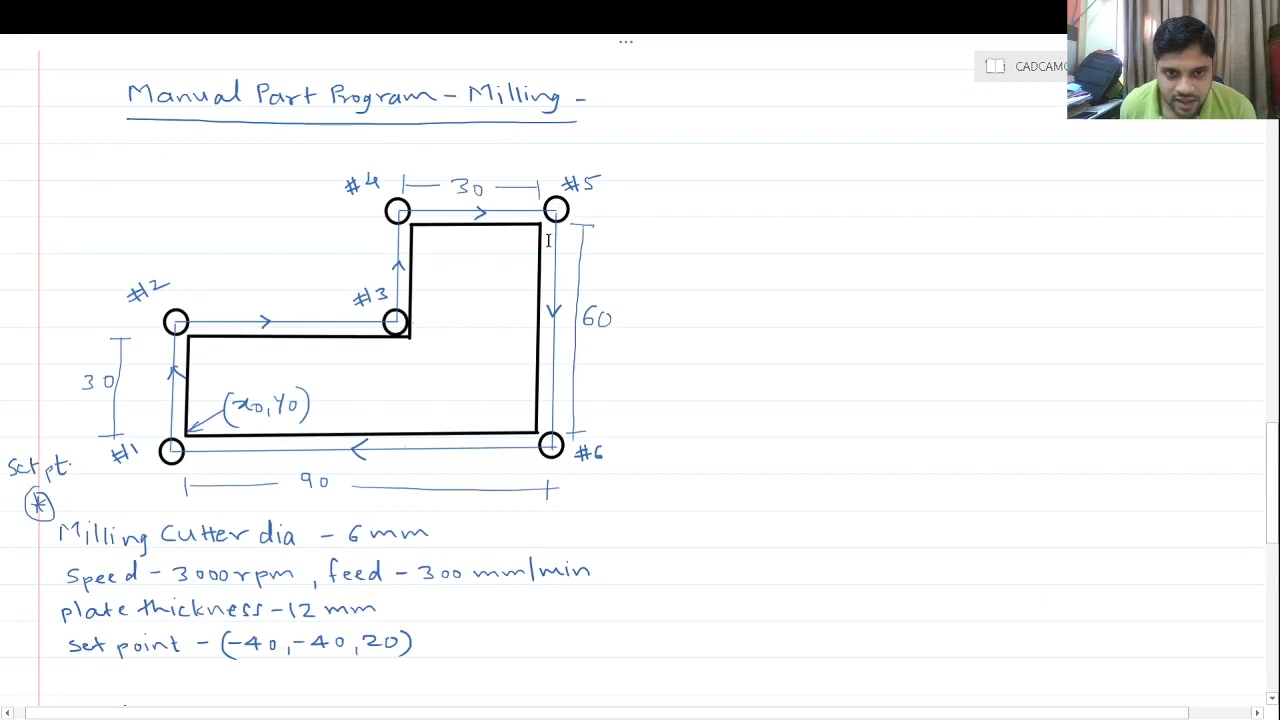 CADCAM
Manual Part Program - Milling -
#4
30
#5
#2
#3
60
30
(X0, Y0)
#1
#6
Set pt.
90
Milling Cutter dia - 6 mm
speed - 3000 rpm, feed - 300 mm/min
plate thickness - 12 mm
set point - (-40, -40, 20)